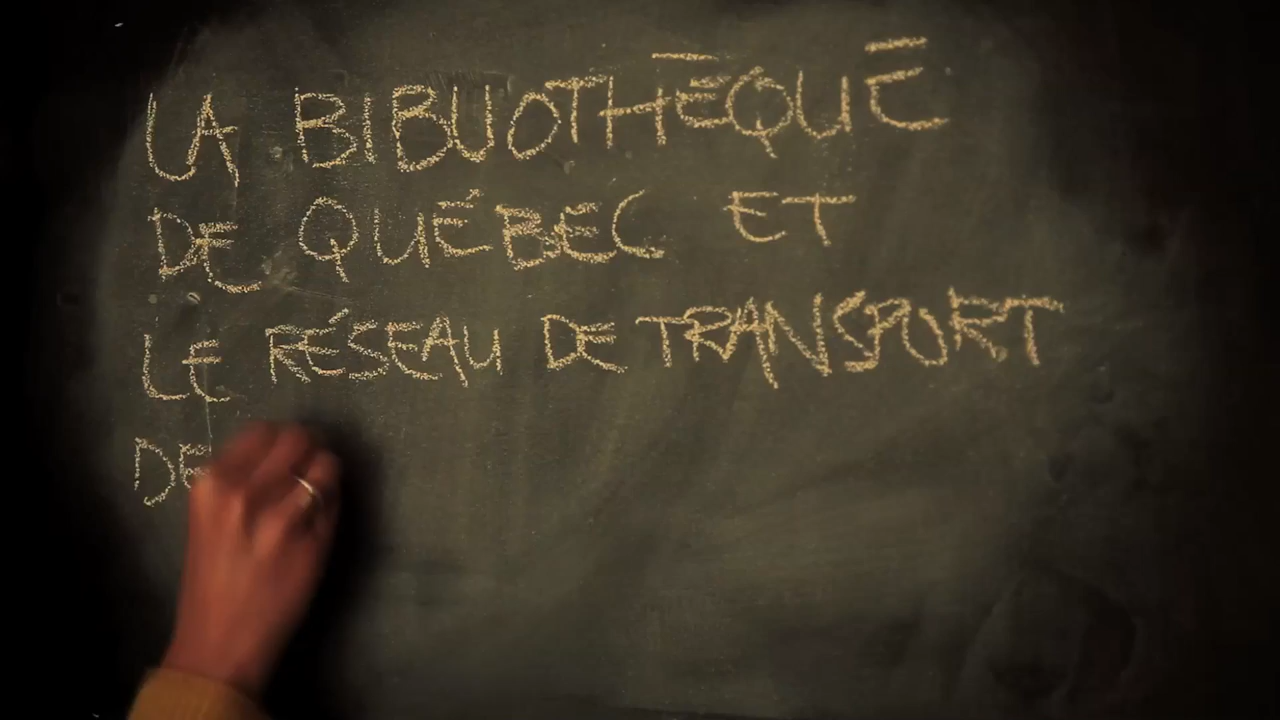 LA BIBLIOTHÈQUE
DE QUÉBEC ET
LE RÉSEAU DE TRANSPORT
DE